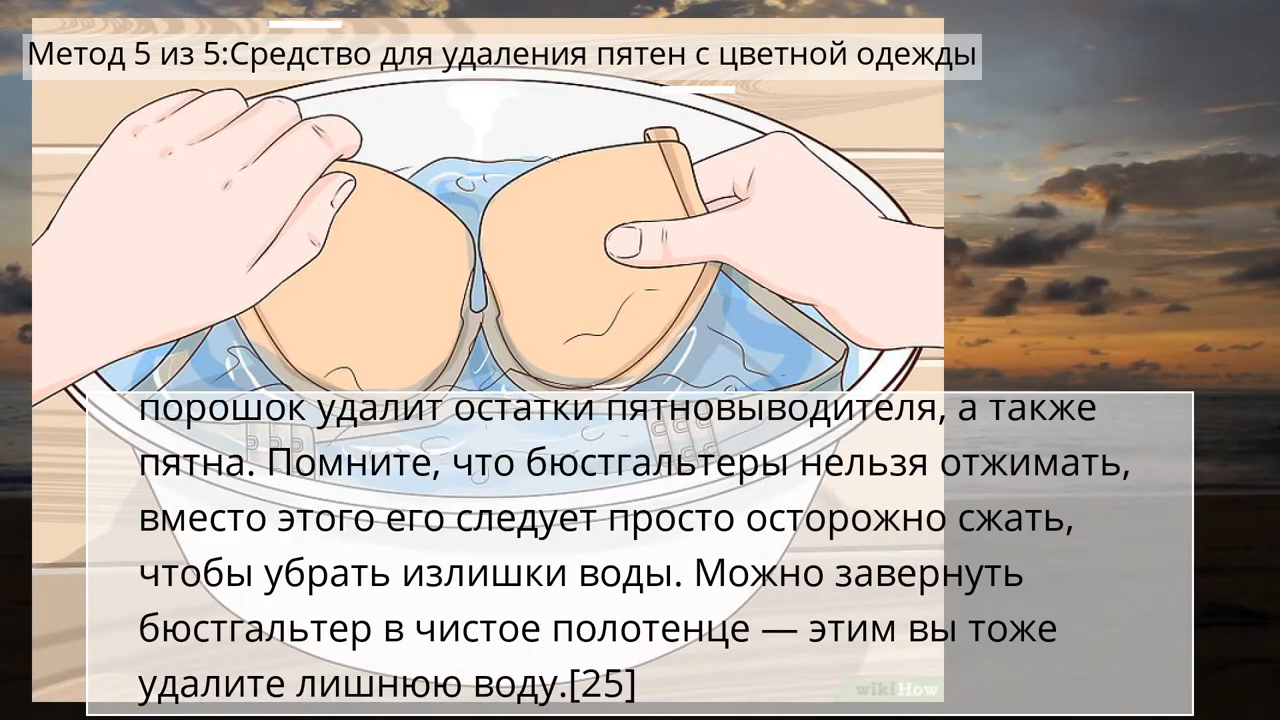 Метод 5 из 5:Средство для удаления пятен с цветной одежды
порошок удалит остатки пятновыводителя, а также
пятна. Помните, что бюстгальтеры нельзя отжимать,
вместо этого его следует просто осторожно сжать,
чтобы убрать излишки воды. Можно завернуть
бюстгальтер в чистое полотенце — этим вы тоже
удалите лишнюю воду.[25]
wikiHow